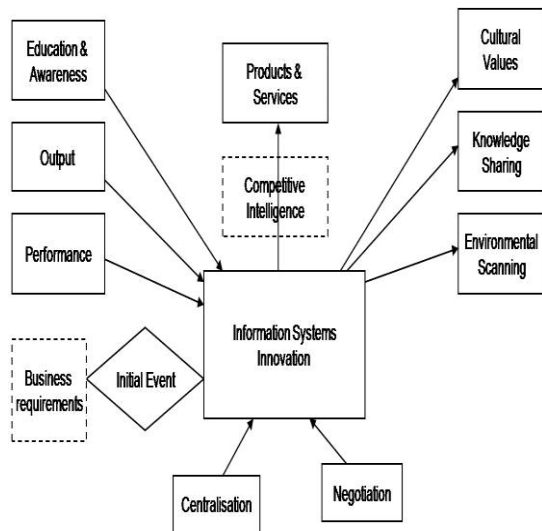 Education &
Awareness
Products &
Services
Cultural
Values
Output
Knowledge
Sharing
Competitive
Intelligence
Performance
Environmental
Scanning
Information Systems
Innovation
Business
requirements
Initial Event
Centralisation
Negotiation